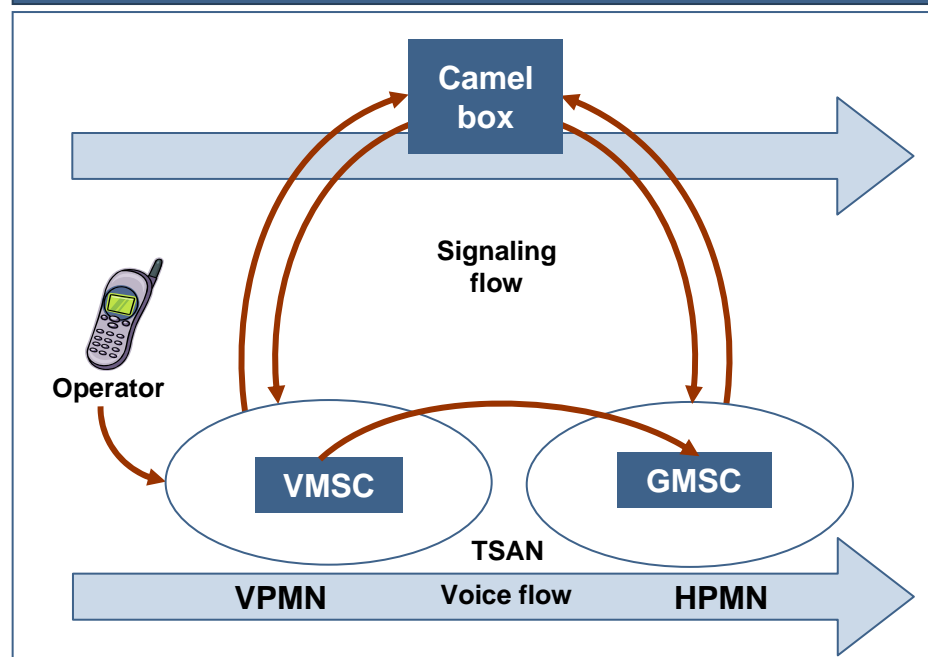 Camel
box
Signaling
flow
Operator
VMSC
GMSC
TSAN
VPMN
Voice flow
HPMN